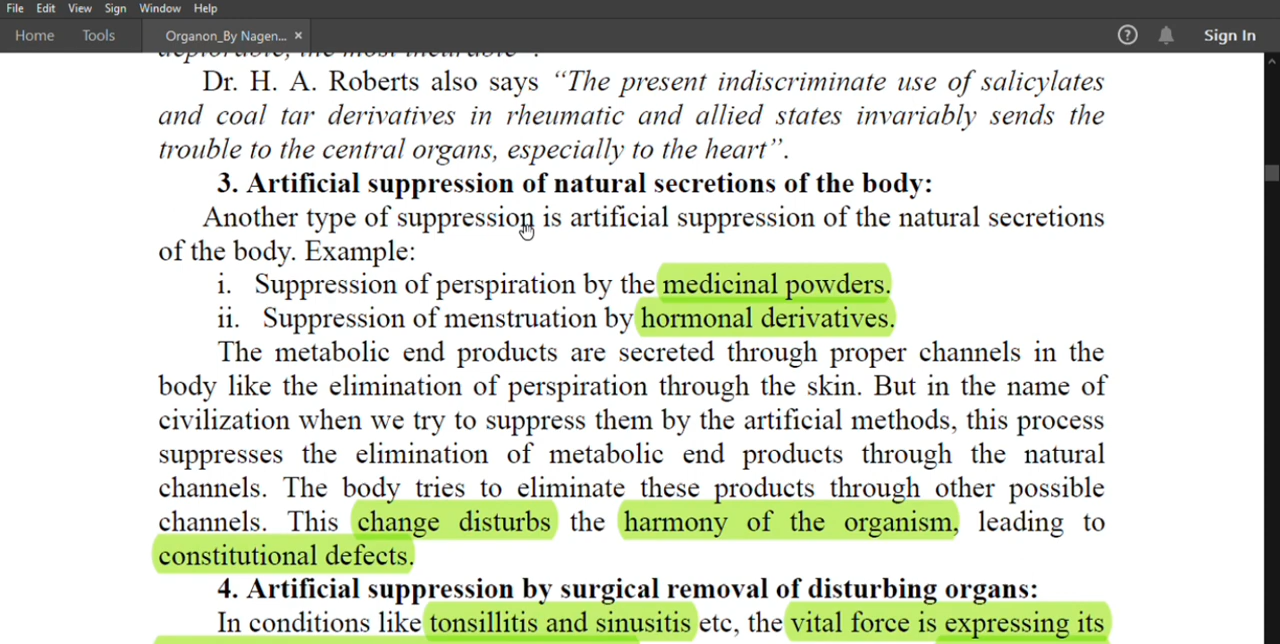 File Edit View Sign Window Help
Home Tools Organon_By Nagen... × ? Sign In
deplorable, the most incurable".
Dr. H. A. Roberts also says “The present indiscriminate use of salicylates
and coal tar derivatives in rheumatic and allied states invariably sends the
trouble to the central organs, especially to the heart”.
3. Artificial suppression of natural secretions of the body:
Another type of suppression is artificial suppression of the natural secretions
of the body. Example:
i. Suppression of perspiration by the medicinal powders.
ii. Suppression of menstruation by hormonal derivatives.
The metabolic end products are secreted through proper channels in the
body like the elimination of perspiration through the skin. But in the name of
civilization when we try to suppress them by the artificial methods, this process
suppresses the elimination of metabolic end products through the natural
channels. The body tries to eliminate these products through other possible
channels. This change disturbs the harmony of the organism, leading to
constitutional defects.
4. Artificial suppression by surgical removal of disturbing organs:
In conditions like tonsillitis and sinusitis etc, the vital force is expressing its